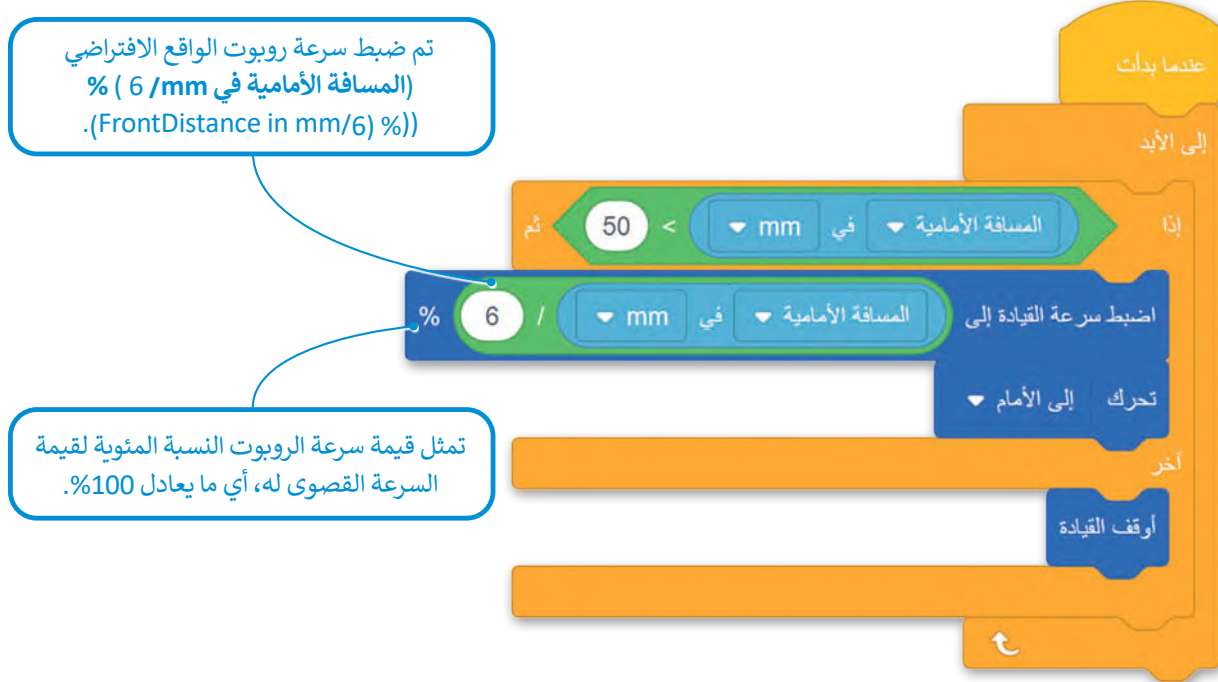 تم ضبط سرعة روبوت الواقع الافتراضي
(المسافة الأمامية في mm/ 6 ) %
((FrontDistance in mm/6) %).
عندما بدأت
إلى الأبد
إذا المسافة الأمامية في mm > 50 ثم
اضبط سرعة القيادة إلى المسافة الأمامية في mm / 6 %
تحرك إلى الأمام
آخر
أوقف القيادة
تمثل قيمة سرعة الروبوت النسبة المئوية لقيمة
السرعة القصوى له، أي ما يعادل 100%.